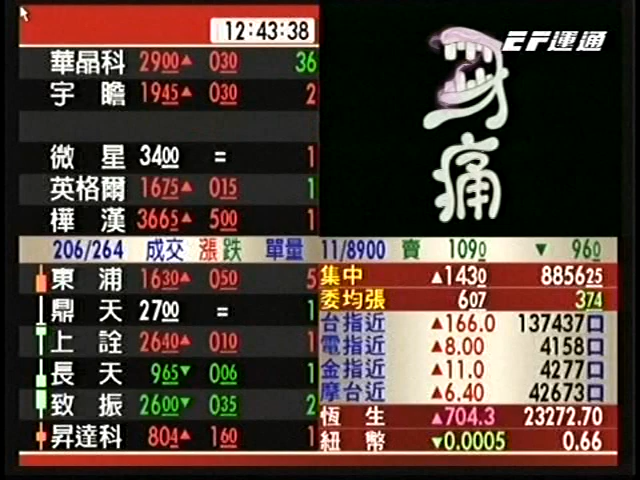 12:43:38
EF運通
華晶科 2900▲ 030 36
宇瞻 1945▲ 030 2
微星 3400 = 1
英格爾 1675▲ 015 1
樺漢 3665▲ 500 1
牙痛
206/264 成交 漲跌 單量
11/8900 賣 1090 ▼ 960
東浦 1630▲ 050 5
鼎天 2700 = 1
上詮 2640▲ 010 1
長天 965▼ 006 1
致振 2600▼ 035 2
昇達科 804▲ 160 1
集中 ▲1430 885625
委均張 607 374
台指近 ▲166.0 137437口
電指近 ▲8.00 4158口
金指近 ▲11.0 4277口
摩台近 ▲6.40 42673口
恆生 ▲704.3 23272.70
紐幣 ▼0.0005 0.66